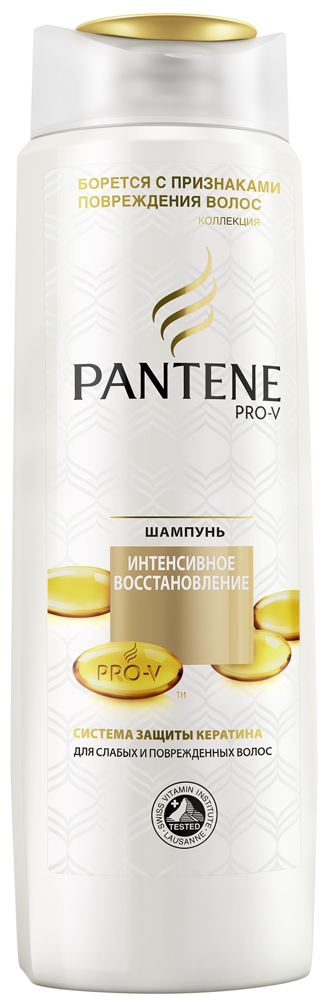 БОРЕТСЯ С ПРИЗНАКАМИ
ПОВРЕЖДЕНИЯ ВОЛОС
КОЛЛЕКЦИЯ
PANTENE
PRO-V
ШАМПУНЬ
ИНТЕНСИВНОЕ
ВОССТАНОВЛЕНИЕ
PRO-V
TM
СИСТЕМА ЗАЩИТЫ КЕРАТИНА
ДЛЯ СЛАБЫХ И ПОВРЕЖДЕННЫХ ВОЛОС
SWISS VITAMIN INSTITUTE
TESTED
· LAUSANNE ·